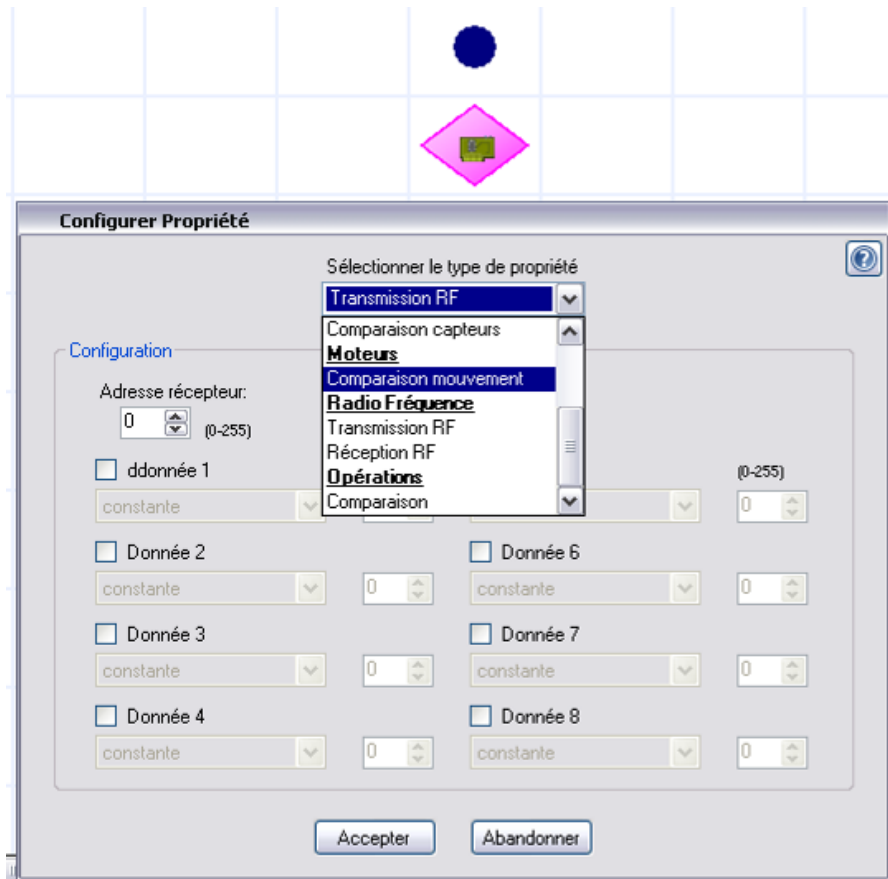 Configurer Propriété
Sélectionner le type de propriété
Transmission RF
Comparaison capteurs
Moteurs
Comparaison mouvement
Radio Fréquence
Transmission RF
Réception RF
Opérations
Comparaison
Configuration
Adresse récepteur:
0 (0-255)
ddonnée 1 (0-255)
constante 0
Donnée 2 Donnée 6
constante 0 constante 0
Donnée 3 Donnée 7
constante 0 constante 0
Donnée 4 Donnée 8
constante 0 constante 0
Accepter Abandonner